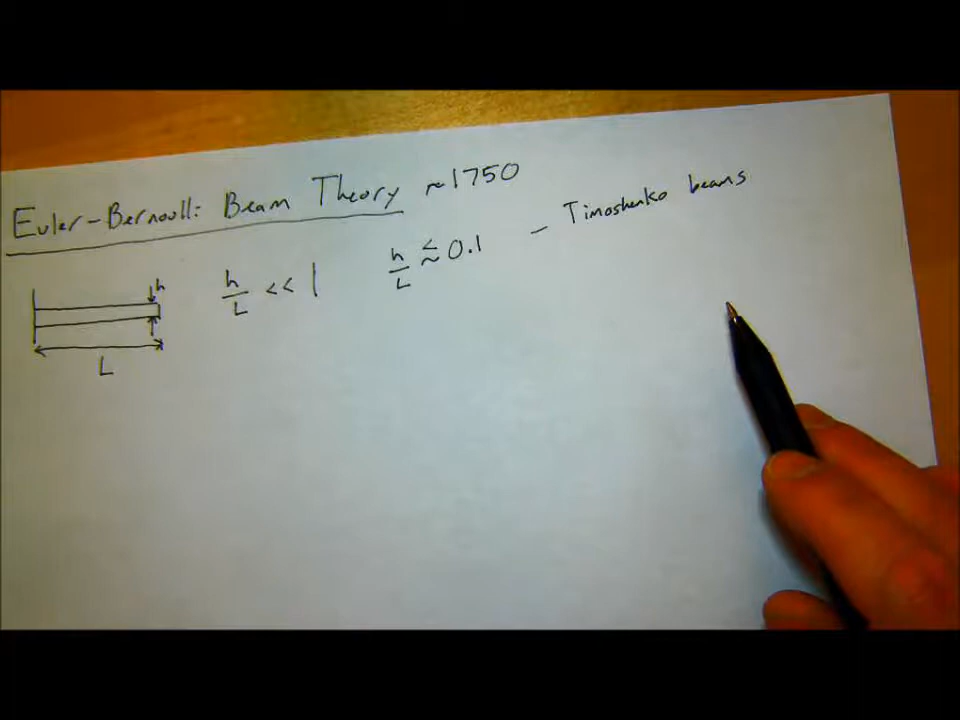 Euler-Bernoulli Beam Theory ~1750
h/L << 1 h/L ≲ 0.1 - Timoshenko beams
h
L